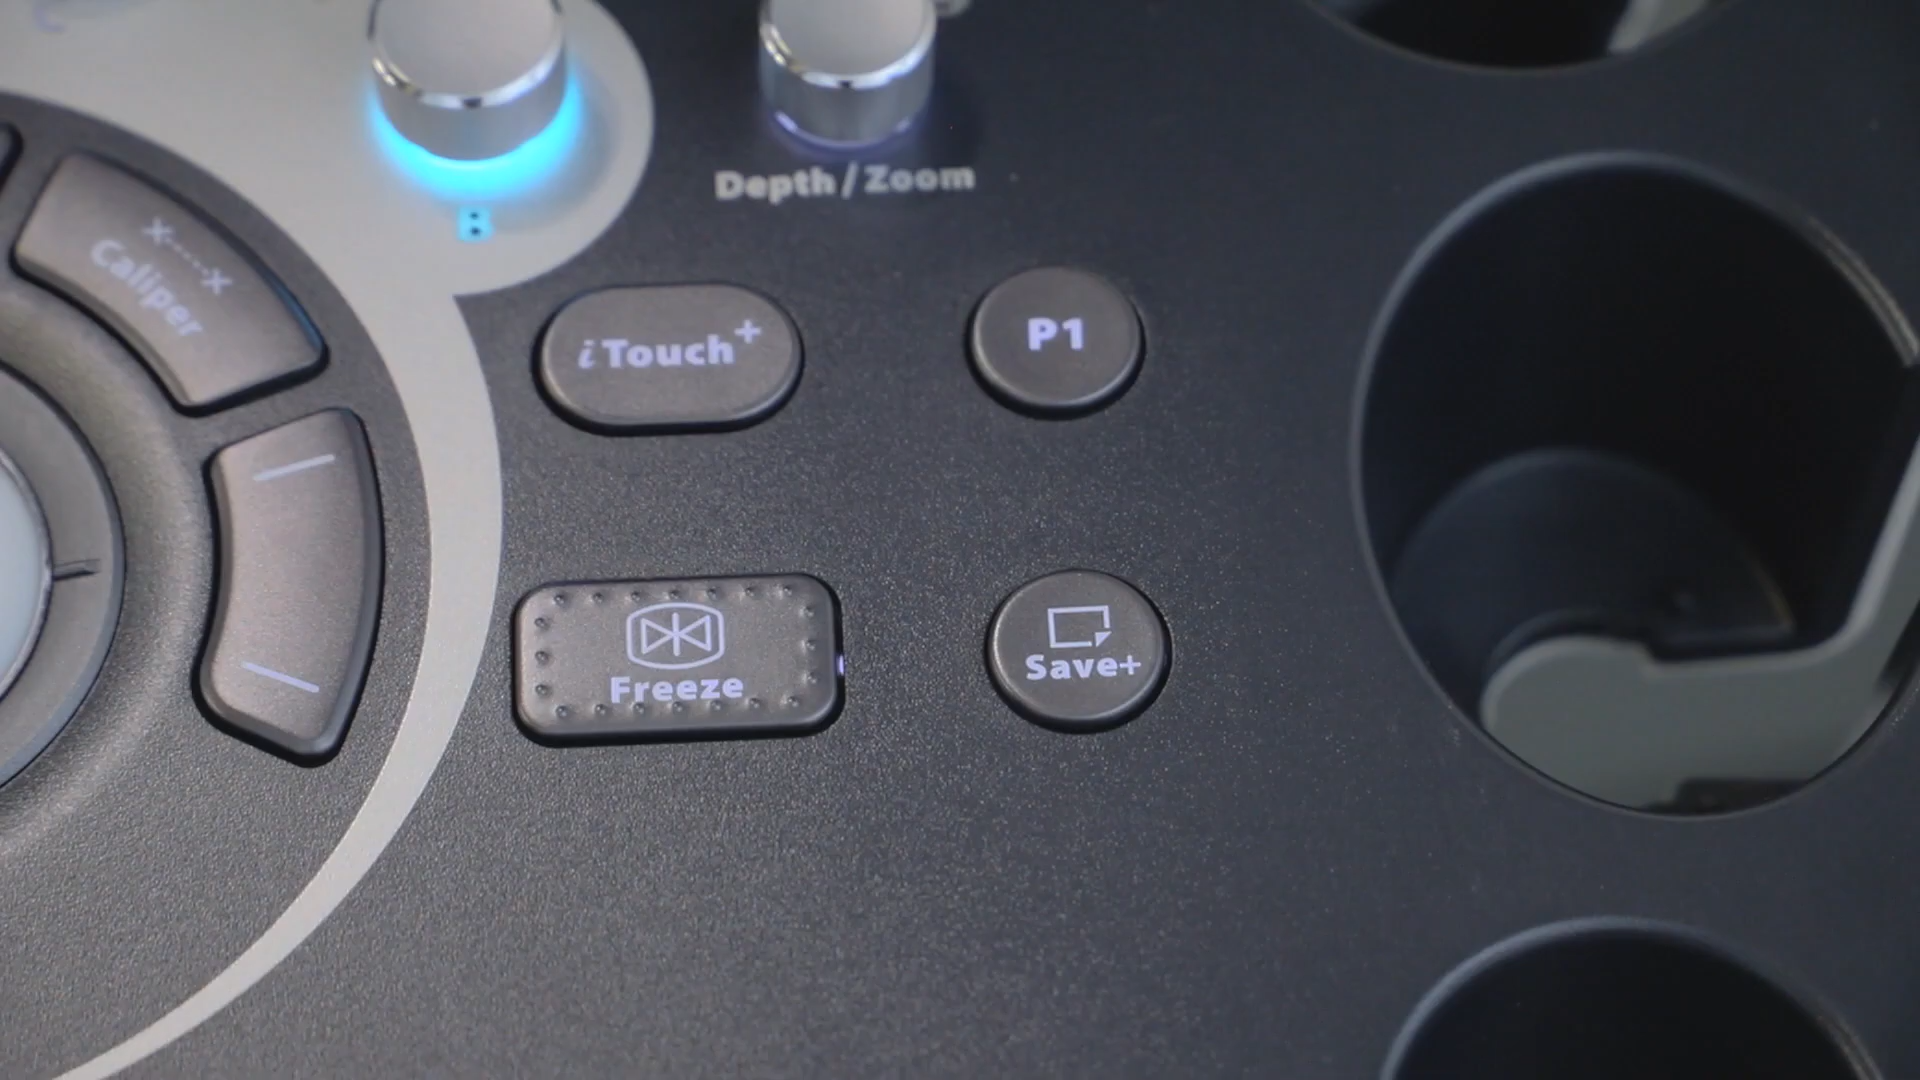 B
Depth / Zoom
Caliper
iTouch+
P1
Freeze
Save+